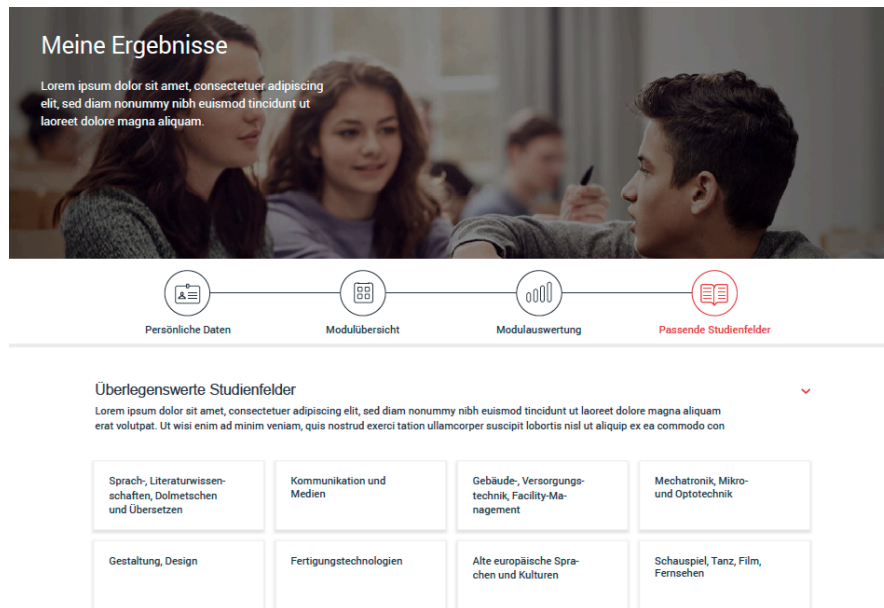 Meine Ergebnisse
Lorem ipsum dolor sit amet, consectetuer adipiscing
elit, sed diam nonummy nibh euismod tincidunt ut
laoreet dolore magna aliquam.
Persönliche Daten
Modulübersicht
Modulauswertung
Passende Studienfelder
Überlegenswerte Studienfelder
Lorem ipsum dolor sit amet, consectetuer adipiscing elit, sed diam nonummy nibh euismod tincidunt ut laoreet dolore magna aliquam
erat volutpat. Ut wisi enim ad minim veniam, quis nostrud exerci tation ullamcorper suscipit lobortis nisl ut aliquip ex ea commodo con
Sprach-, Literaturwissen-
schaften, Dolmetschen
und Übersetzen
Kommunikation und
Medien
Gebäude-, Versorgungs-
technik, Facility-Ma-
nagement
Mechatronik, Mikro-
und Optotechnik
Gestaltung, Design
Fertigungstechnologien
Alte europäische Spra-
chen und Kulturen
Schauspiel, Tanz, Film,
Fernsehen